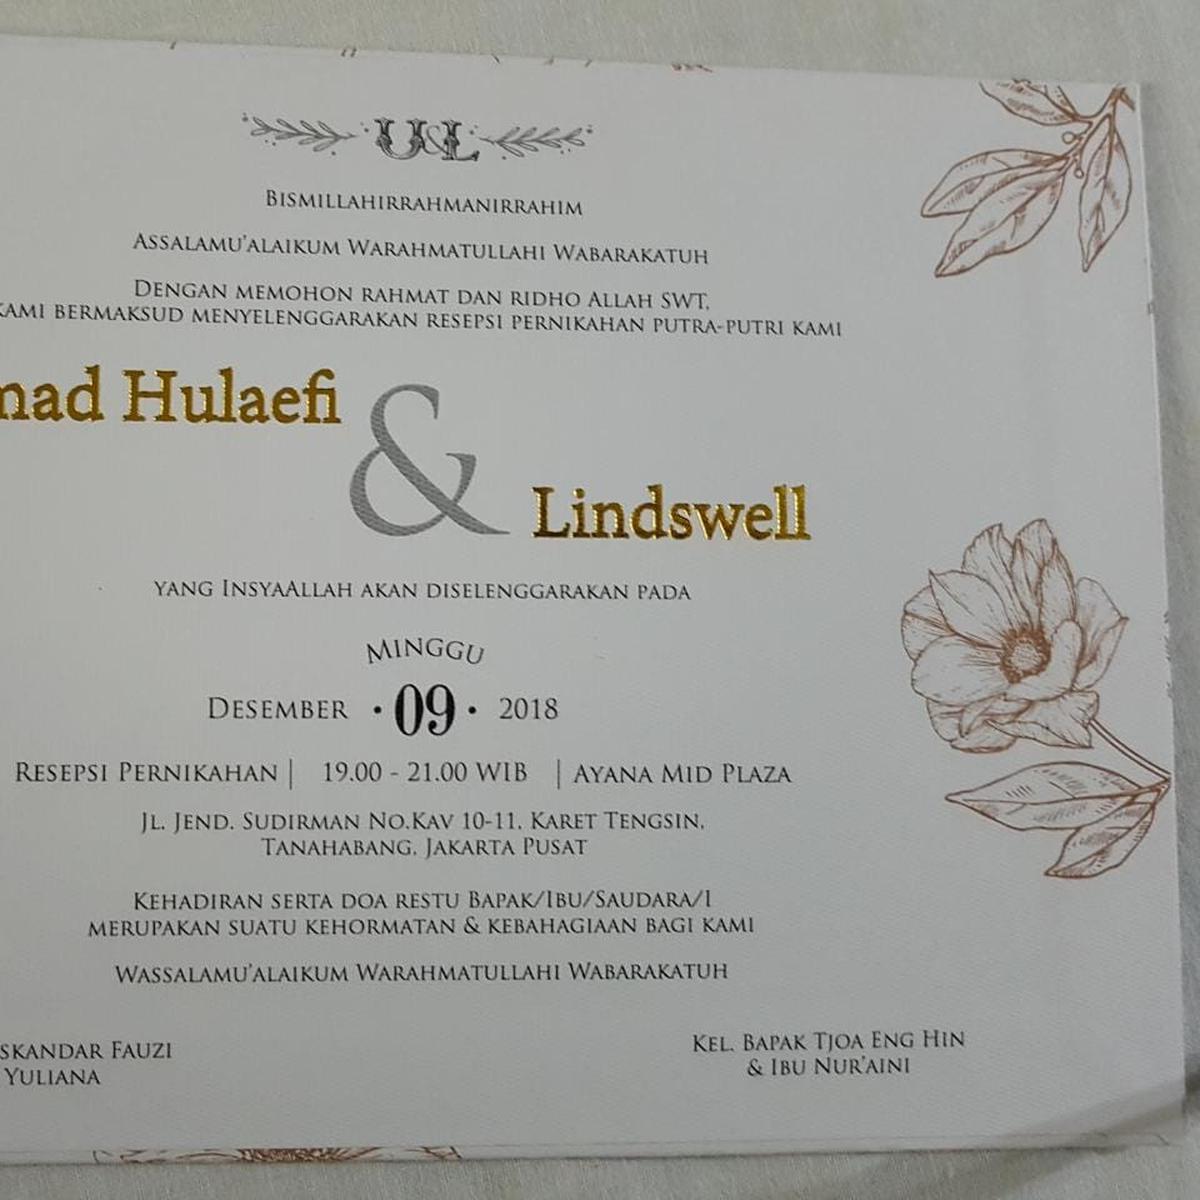 U&L
Bismillahirrahmanirrahim
Assalamu'alaikum Warahmatullahi Wabarakatuh
Dengan memohon rahmat dan ridho Allah SWT,
kami bermaksud menyelenggarakan resepsi pernikahan putra-putri kami
mad Hulaefi
&
Lindswell
yang InsyaAllah akan diselenggarakan pada
Minggu
Desember · 09 · 2018
Resepsi Pernikahan | 19.00 - 21.00 WIB | Ayana Mid Plaza
Jl. Jend. Sudirman No.Kav 10-11, Karet Tengsin,
Tanahabang, Jakarta Pusat
Kehadiran serta doa restu Bapak/Ibu/Saudara/i
merupakan suatu kehormatan & kebahagiaan bagi kami
Wassalamu'alaikum Warahmatullahi Wabarakatuh
skandar Fauzi
Yuliana
Kel. Bapak Tjoa Eng Hin
& Ibu Nur'aini